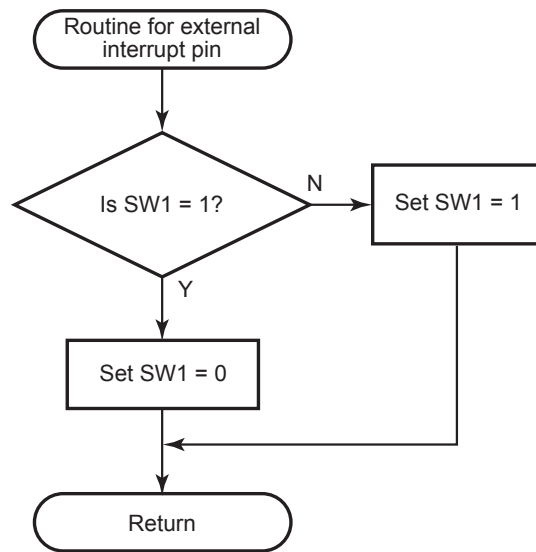 Routine for external
interrupt pin
Is SW1 = 1?
N
Set SW1 = 1
Y
Set SW1 = 0
Return